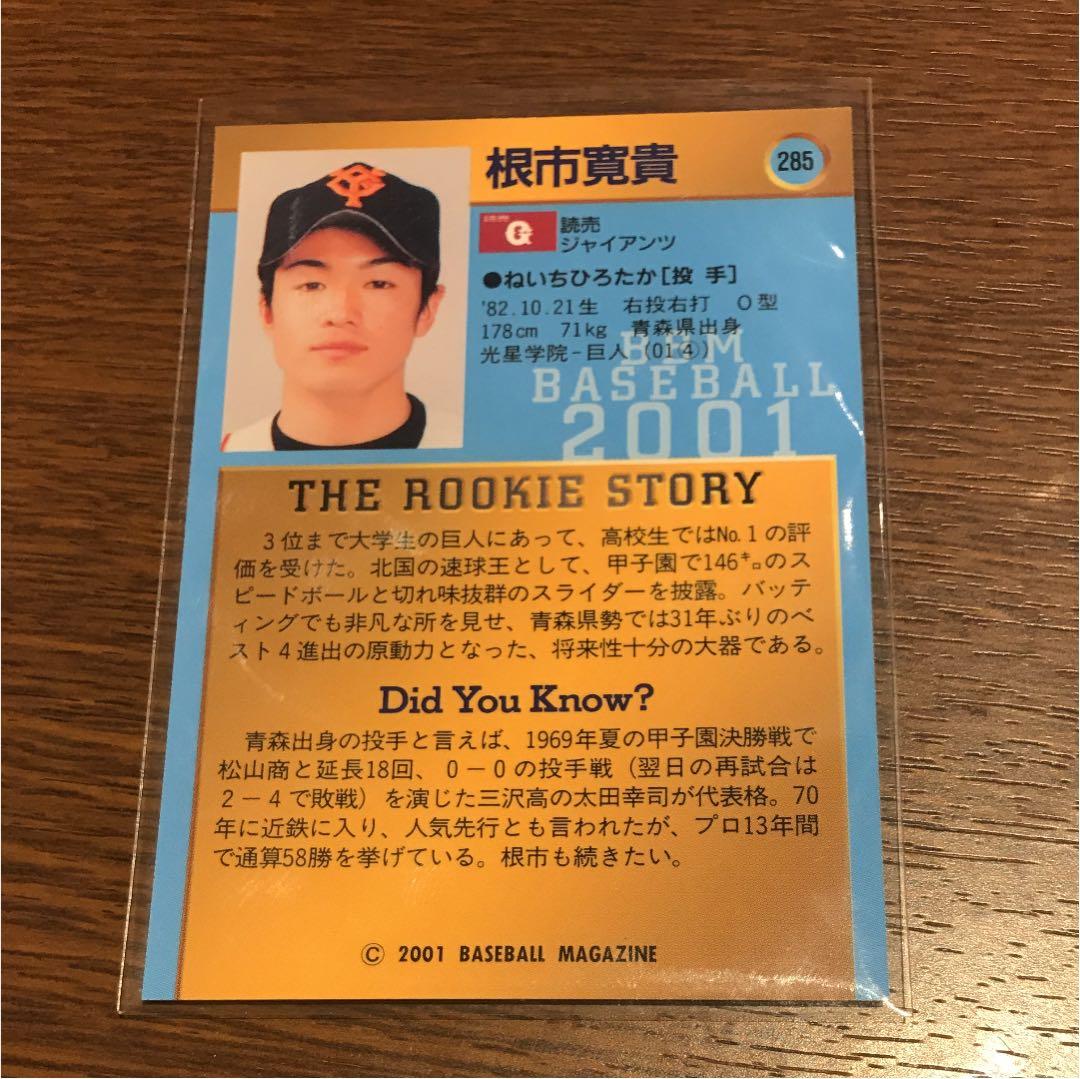 根市寛貴
285
読売
ジャイアンツ
●ねいちひろたか[投 手]
'82.10.21生 右投右打 O型
178cm 71kg 青森県出身
光星学院-巨人(01④)
BBM
BASEBALL
2001
THE ROOKIE STORY
3位まで大学生の巨人にあって、高校生ではNo.1の評
価を受けた。北国の速球王として、甲子園で146㌔のス
ピードボールと切れ味抜群のスライダーを披露。バッテ
ィングでも非凡な所を見せ、青森県勢では31年ぶりのベ
スト4進出の原動力となった、将来性十分の大器である。
Did You Know?
青森出身の投手と言えば、1969年夏の甲子園決勝戦で
松山商と延長18回、0-0の投手戦(翌日の再試合は
2-4で敗戦)を演じた三沢高の太田幸司が代表格。70
年に近鉄に入り、人気先行とも言われたが、プロ13年間
で通算58勝を挙げている。根市も続きたい。
© 2001 BASEBALL MAGAZINE